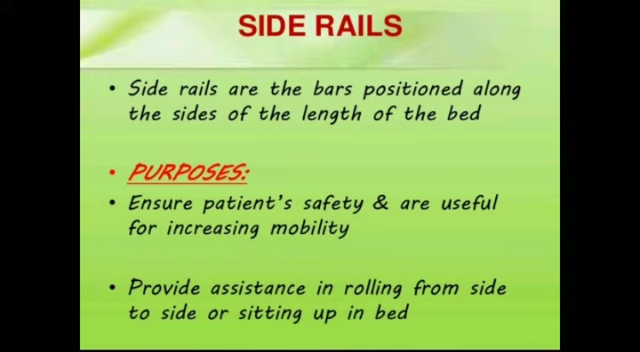 SIDE RAILS
• Side rails are the bars positioned along
the sides of the length of the bed
• PURPOSES:
• Ensure patient's safety & are useful
for increasing mobility
• Provide assistance in rolling from side
to side or sitting up in bed